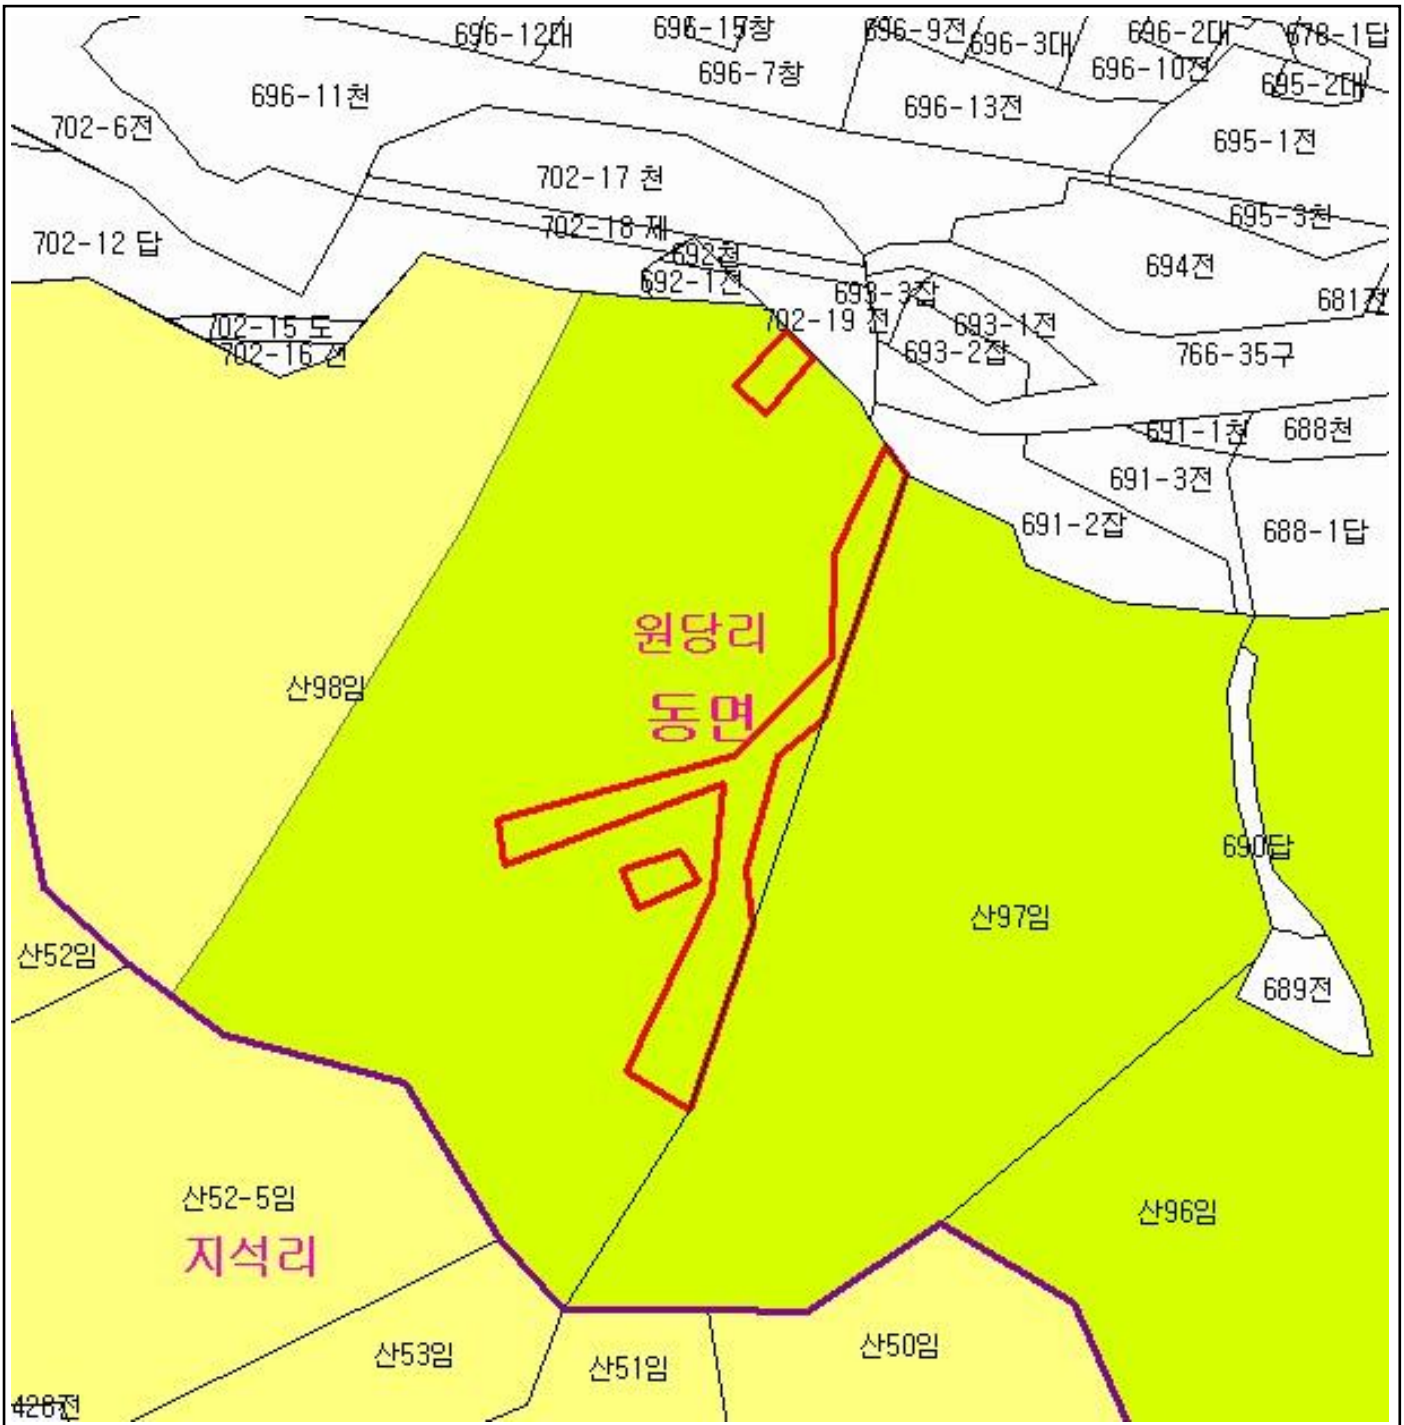 696-12대
696-15창
696-9전
696-3대
696-2대
678-1답
696-7창
696-10전
695-2대
696-11천
702-6전
696-13전
695-1전
702-17 천
702-18 제
695-3천
702-12 답
692천
692-1전
694전
693-3잡
681전
702-15 도
702-16 전
702-19 전
693-1전
693-2잡
766-35구
691-1천
688천
691-3전
691-2잡
688-1답
원당리
산98임
동면
690답
산97임
산52임
689전
산52-5임
지석리
산96임
산53임
산51임
산50임
428전